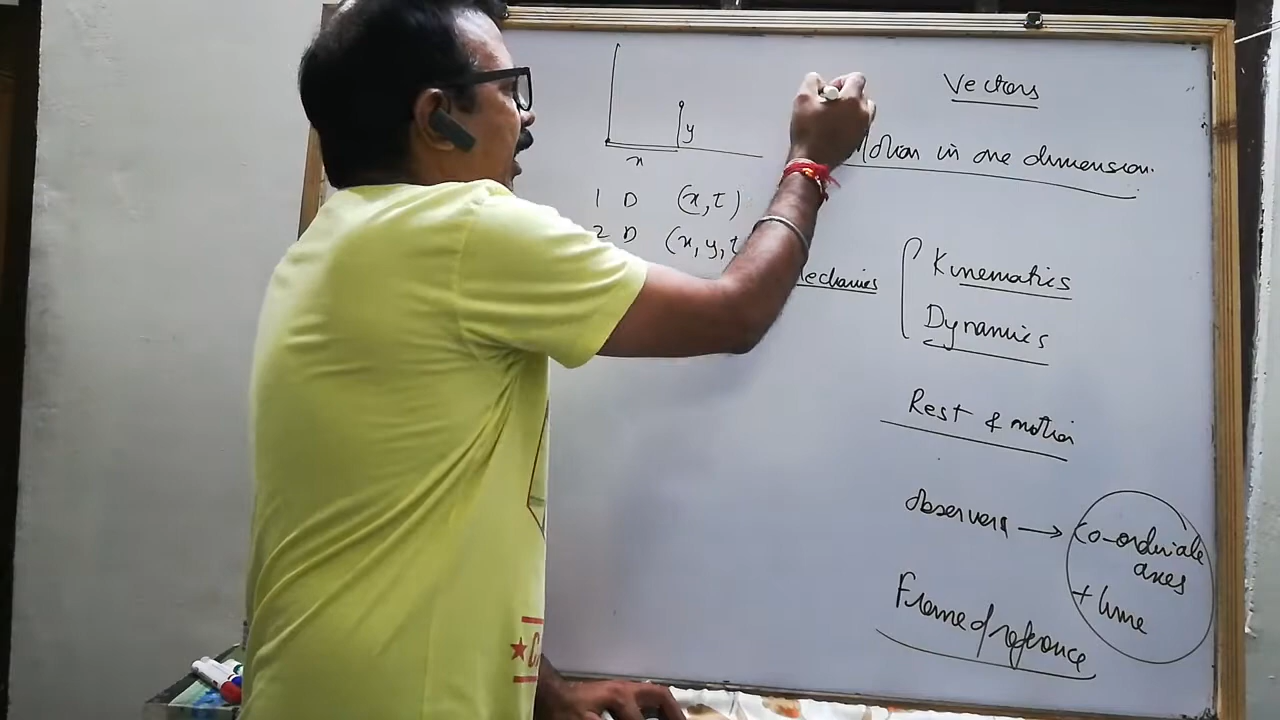 y
x
1 D (x, t)
2 D (x, y, t
Vectors
Motion in one dimension.
Kinematics
Dynamics
Rest & motion
Observers → Co-ordinate
axes
+ time
Frame of reference